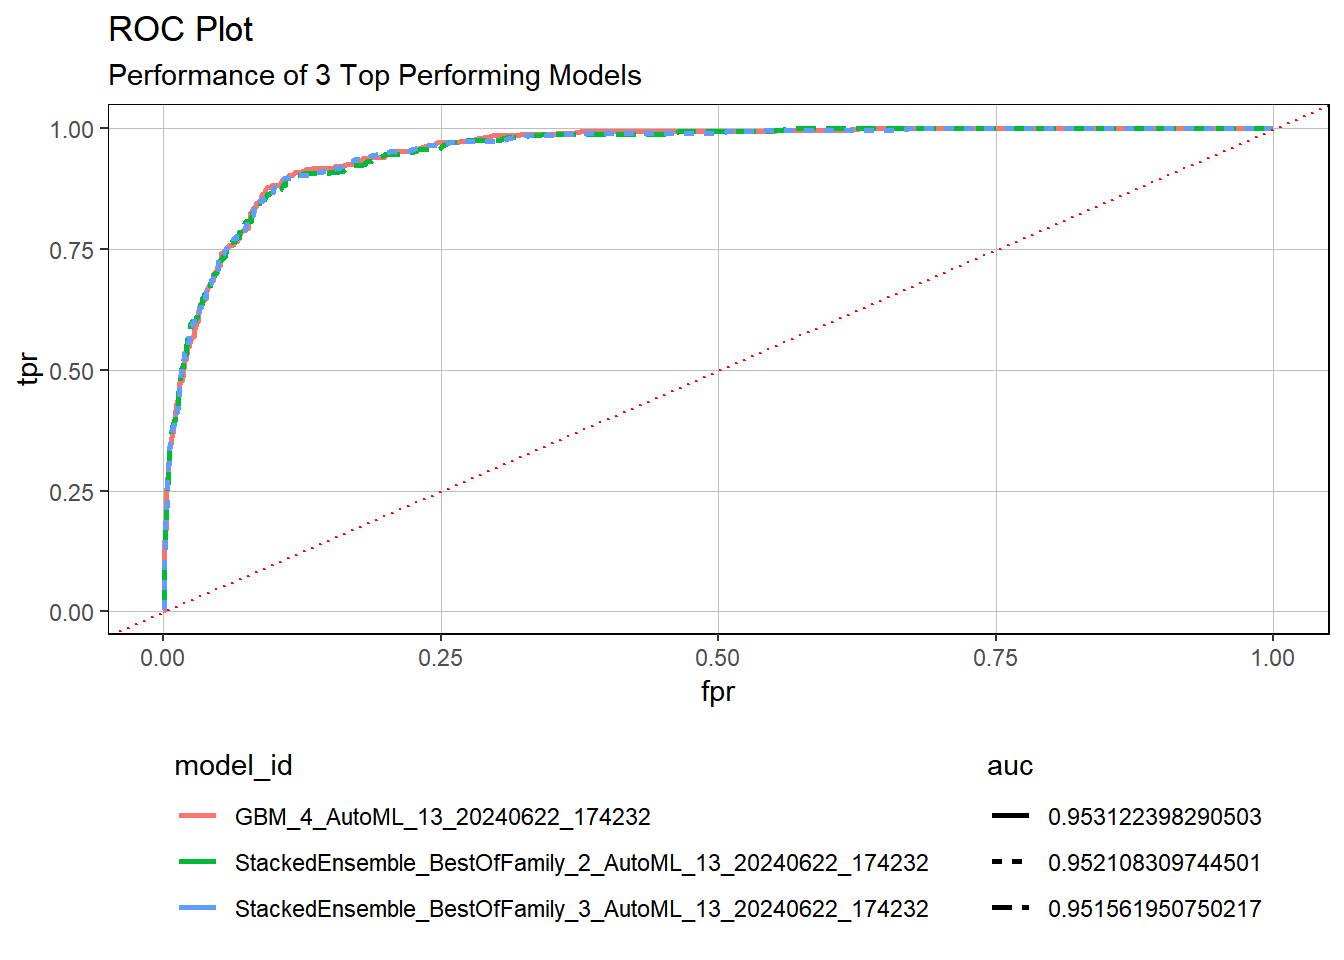 ROC Plot
Performance of 3 Top Performing Models
1.00
0.75
0.50
0.25
0.00
tpr
0.00 0.25 0.50 0.75 1.00
fpr
model_id auc
GBM_4_AutoML_13_20240622_174232 0.953122398290503
StackedEnsemble_BestOfFamily_2_AutoML_13_20240622_174232 0.952108309744501
StackedEnsemble_BestOfFamily_3_AutoML_13_20240622_174232 0.951561950750217